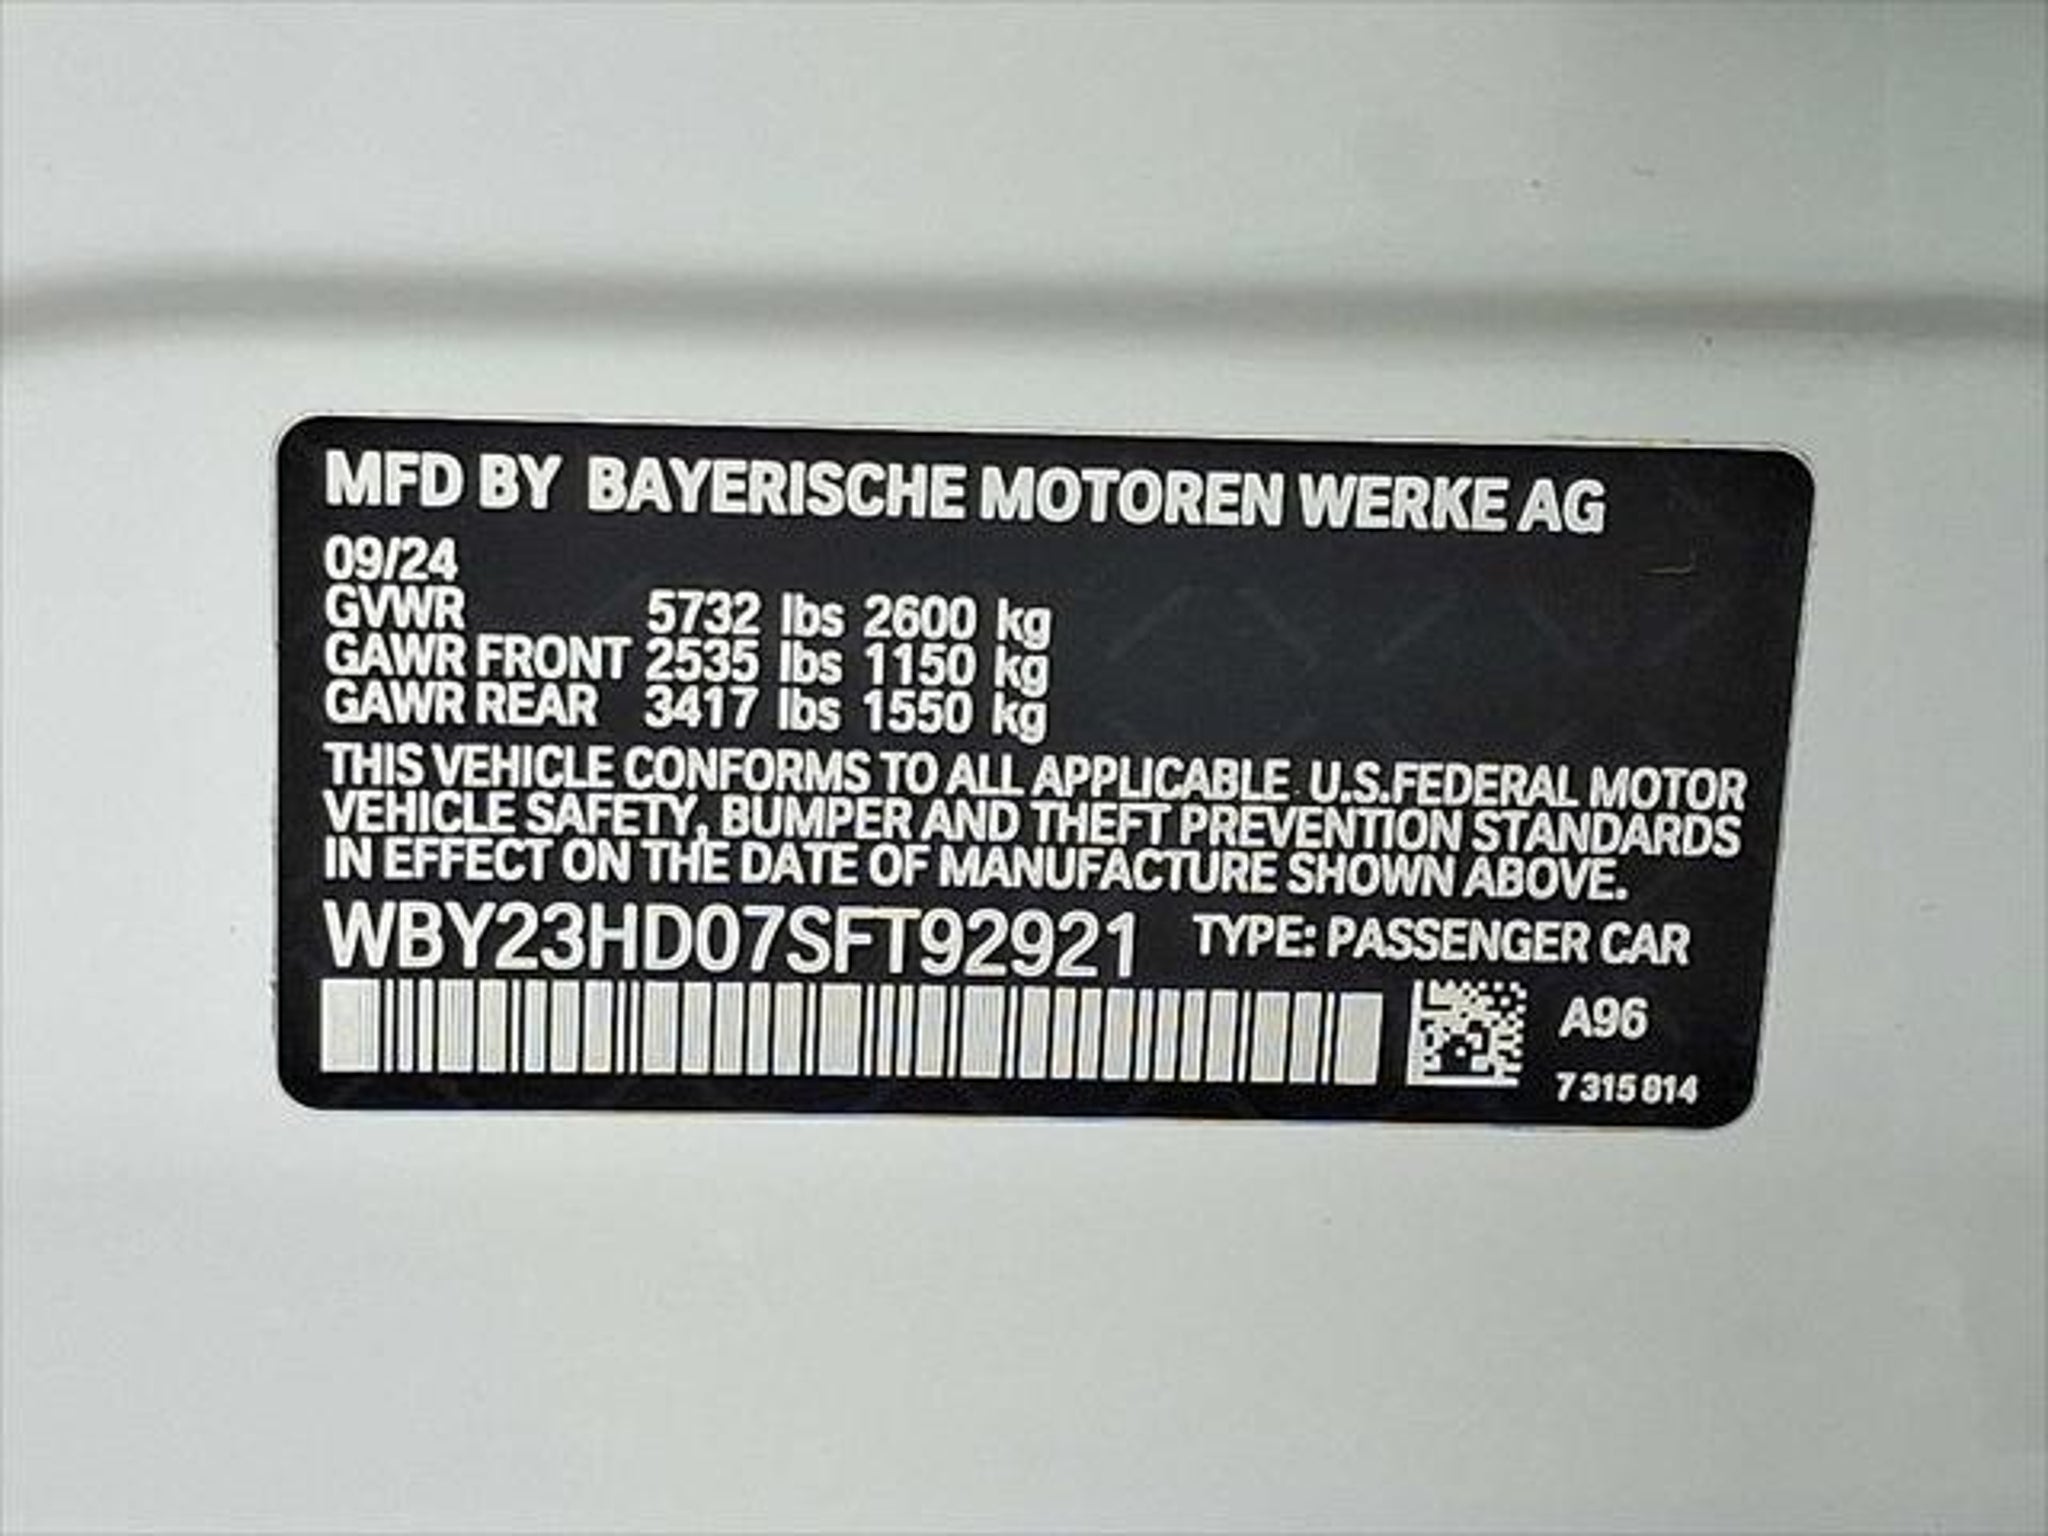 MFD BY BAYERISCHE MOTOREN WERKE AG
09/24
GVWR 5732 lbs 2600 kg
GAWR FRONT 2535 lbs 1150 kg
GAWR REAR 3417 lbs 1550 kg
THIS VEHICLE CONFORMS TO ALL APPLICABLE U.S.FEDERAL MOTOR
VEHICLE SAFETY, BUMPER AND THEFT PREVENTION STANDARDS
IN EFFECT ON THE DATE OF MANUFACTURE SHOWN ABOVE.
WBY23HD07SFT92921 TYPE: PASSENGER CAR
A96
7 315 814